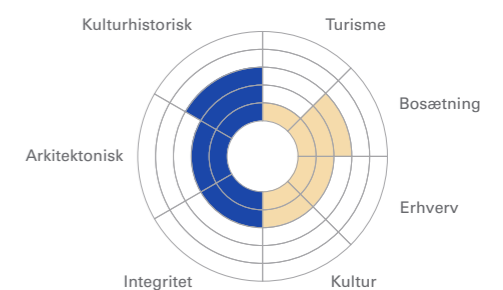 Kulturhistorisk
Turisme
Bosætning
Arkitektonisk
Erhverv
Integritet
Kultur